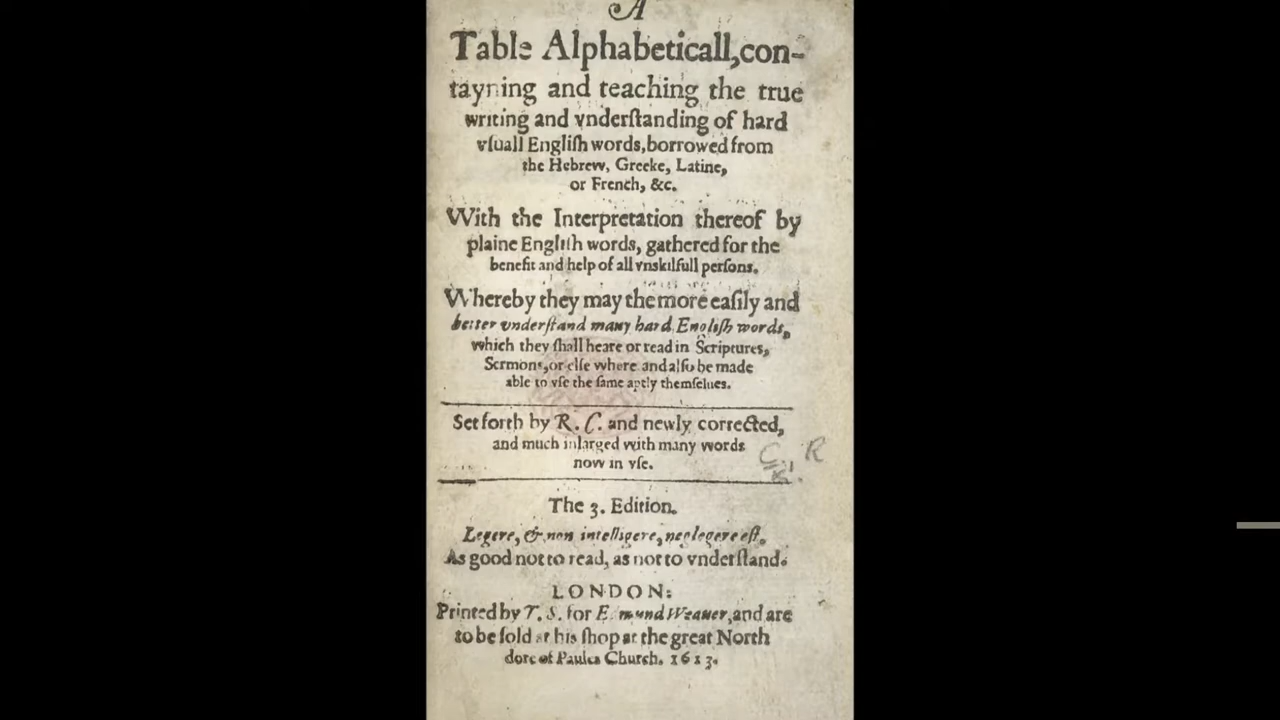 A
Table Alphabeticall, con-
tayning and teaching the true
writing and vnderſtanding of hard
vſuall Engliſh words, borrowed from
the Hebrew, Greeke, Latine,
or French, &c.
With the Interpretation thereof by
plaine Engliſh words, gathered for the
benefit and help of all vnskilfull perſons.
Whereby they may the more eaſily and
better vnderſtand many hard Engliſh words,
which they ſhall heare or read in Scriptures,
Sermons, or elſe where and alſo be made
able to vſe the ſame aptly themſelues.
Set forth by R. C. and newly corrected,
and much inlarged with many words
now in vſe.
C R
The 3. Edition.
Legere, & non intelligere, neglegere eſt.
As good not to read, as not to vnderſtand.
LONDON:
Printed by T. S. for Edmund Weauer, and are
to be ſold at his ſhop at the great North
dore of Paules Church. 1613.